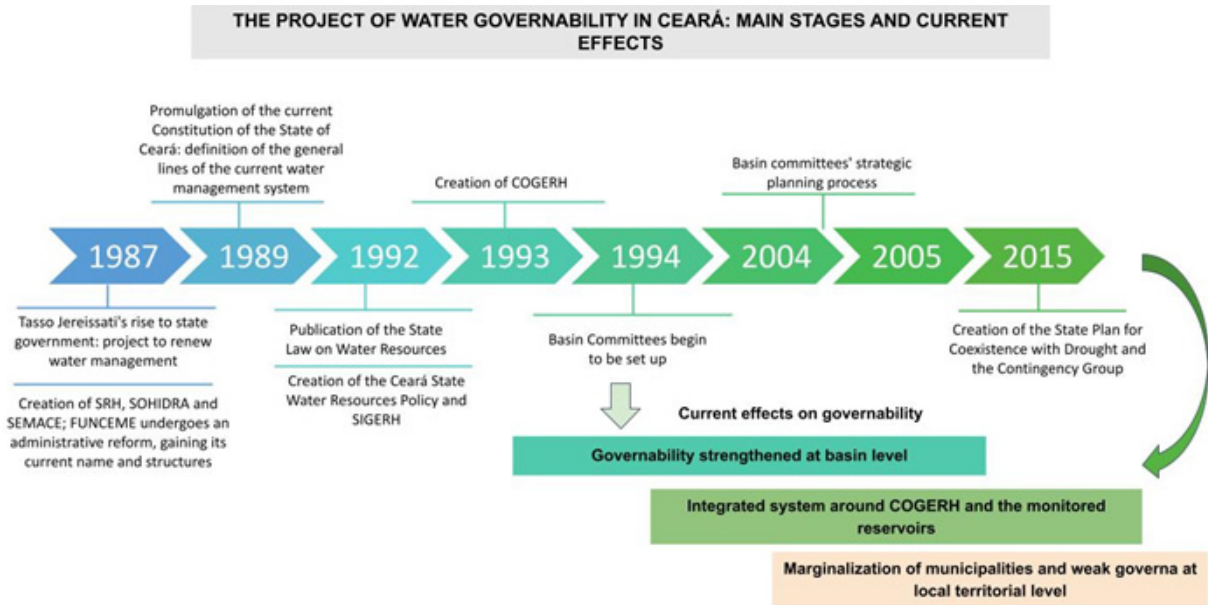 THE PROJECT OF WATER GOVERNABILITY IN CEARÁ: MAIN STAGES AND CURRENT
EFFECTS
Promulgation of the current
Constitution of the State of
Ceará: definition of the general
lines of the current water
management system
Creation of COGERH
Basin committees' strategic
planning process
1987
1989
1992
1993
1994
2004
2005
2015
Tasso Jereissati's rise to state
government: project to renew
water management
Creation of SRH, SOHIDRA and
SEMACE; FUNCEME undergoes an
administrative reform, gaining its
current name and structures
Publication of the State
Law on Water Resources
Creation of the Ceará State
Water Resources Policy and
SIGERH
Basin Committees begin
to be set up
Creation of the State Plan for
Coexistence with Drought and
the Contingency Group
Current effects on governability
Governability strengthened at basin level
Integrated system around COGERH and the monitored
reservoirs
Marginalization of municipalities and weak governa at
local territorial level